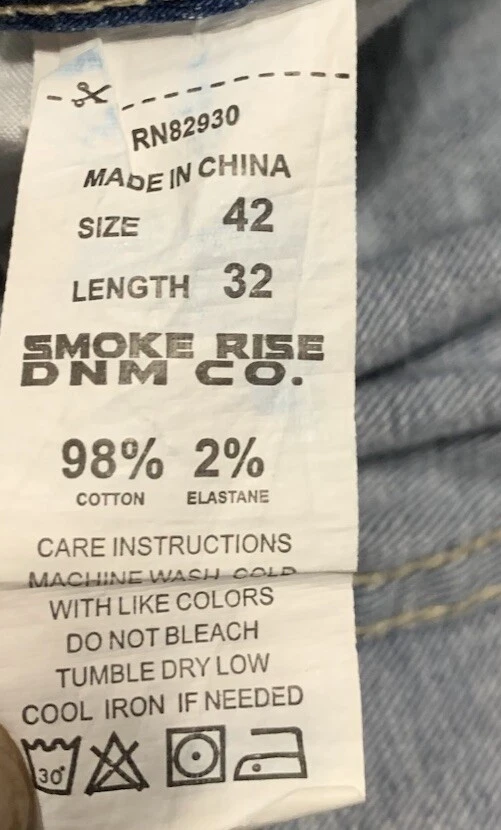 RN82930
MADE IN CHINA
SIZE 42
LENGTH 32
SMOKE RISE
DNM CO.
98% 2%
COTTON ELASTANE
CARE INSTRUCTIONS
MACHINE WASH COLD
WITH LIKE COLORS
DO NOT BLEACH
TUMBLE DRY LOW
COOL IRON IF NEEDED
30°